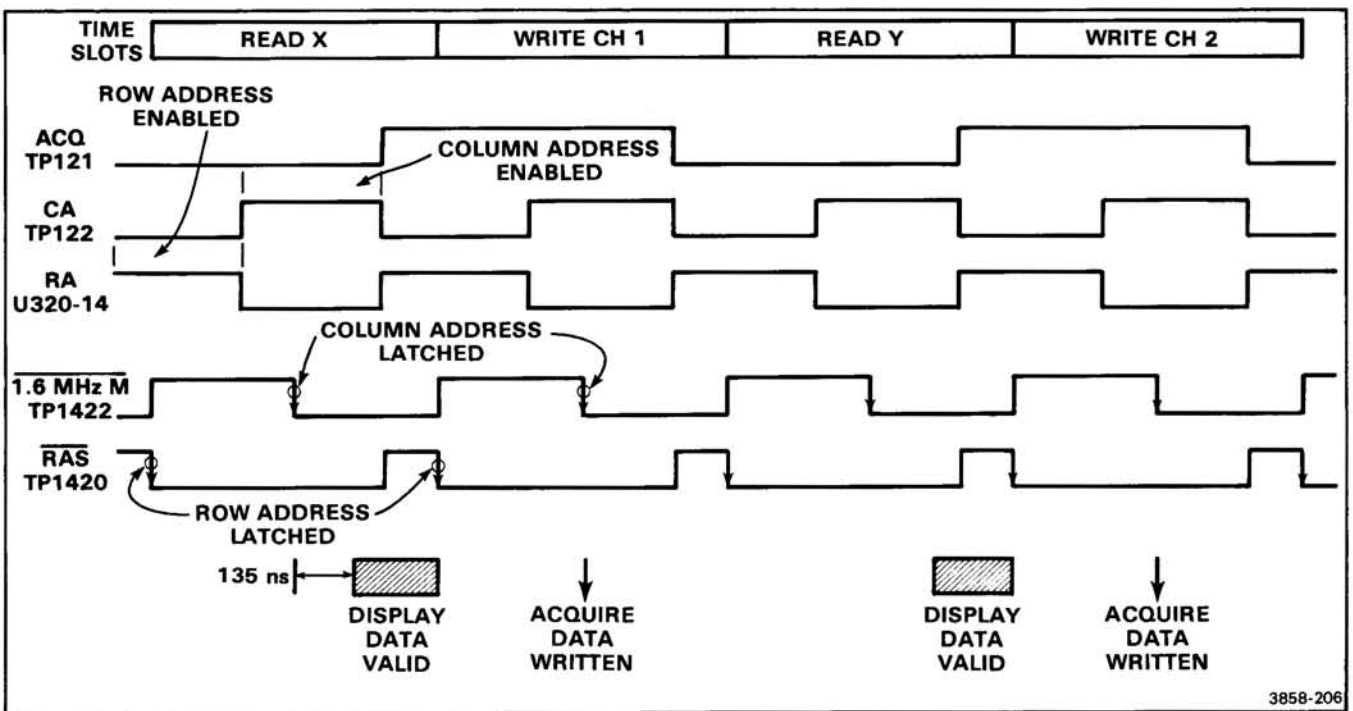 TIME
SLOTS
READ X
WRITE CH 1
READ Y
WRITE CH 2
ROW ADDRESS
ENABLED
ACQ
TP121
COLUMN ADDRESS
ENABLED
CA
TP122
RA
U320-14
COLUMN ADDRESS
LATCHED
1.6 MHz M
TP1422
RAS
TP1420
ROW ADDRESS
LATCHED
135 ns
DISPLAY
DATA
VALID
ACQUIRE
DATA
WRITTEN
DISPLAY
DATA
VALID
ACQUIRE
DATA
WRITTEN
3858-206